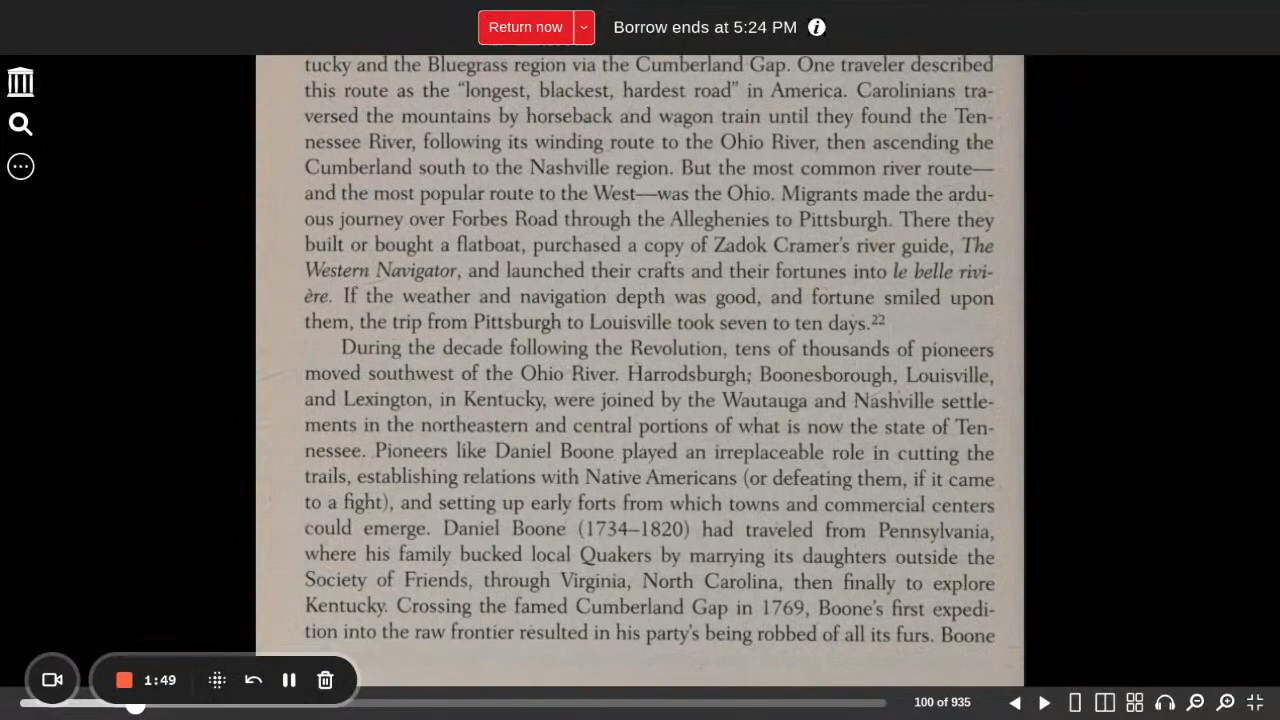 Return now
Borrow ends at 5:24 PM
tucky and the Bluegrass region via the Cumberland Gap. One traveler described
this route as the “longest, blackest, hardest road” in America. Carolinians tra-
versed the mountains by horseback and wagon train until they found the Ten-
nessee River, following its winding route to the Ohio River, then ascending the
Cumberland south to the Nashville region. But the most common river route—
and the most popular route to the West—was the Ohio. Migrants made the ardu-
ous journey over Forbes Road through the Alleghenies to Pittsburgh. There they
built or bought a flatboat, purchased a copy of Zadok Cramer’s river guide, The
Western Navigator, and launched their crafts and their fortunes into le belle rivi-
ère. If the weather and navigation depth was good, and fortune smiled upon
them, the trip from Pittsburgh to Louisville took seven to ten days.22
During the decade following the Revolution, tens of thousands of pioneers
moved southwest of the Ohio River. Harrodsburgh; Boonesborough, Louisville,
and Lexington, in Kentucky, were joined by the Wautauga and Nashville settle-
ments in the northeastern and central portions of what is now the state of Ten-
nessee. Pioneers like Daniel Boone played an irreplaceable role in cutting the
trails, establishing relations with Native Americans (or defeating them, if it came
to a fight), and setting up early forts from which towns and commercial centers
could emerge. Daniel Boone (1734–1820) had traveled from Pennsylvania,
where his family bucked local Quakers by marrying its daughters outside the
Society of Friends, through Virginia, North Carolina, then finally to explore
Kentucky. Crossing the famed Cumberland Gap in 1769, Boone’s first expedi-
tion into the raw frontier resulted in his party’s being robbed of all its furs. Boone
1:49
100 of 935